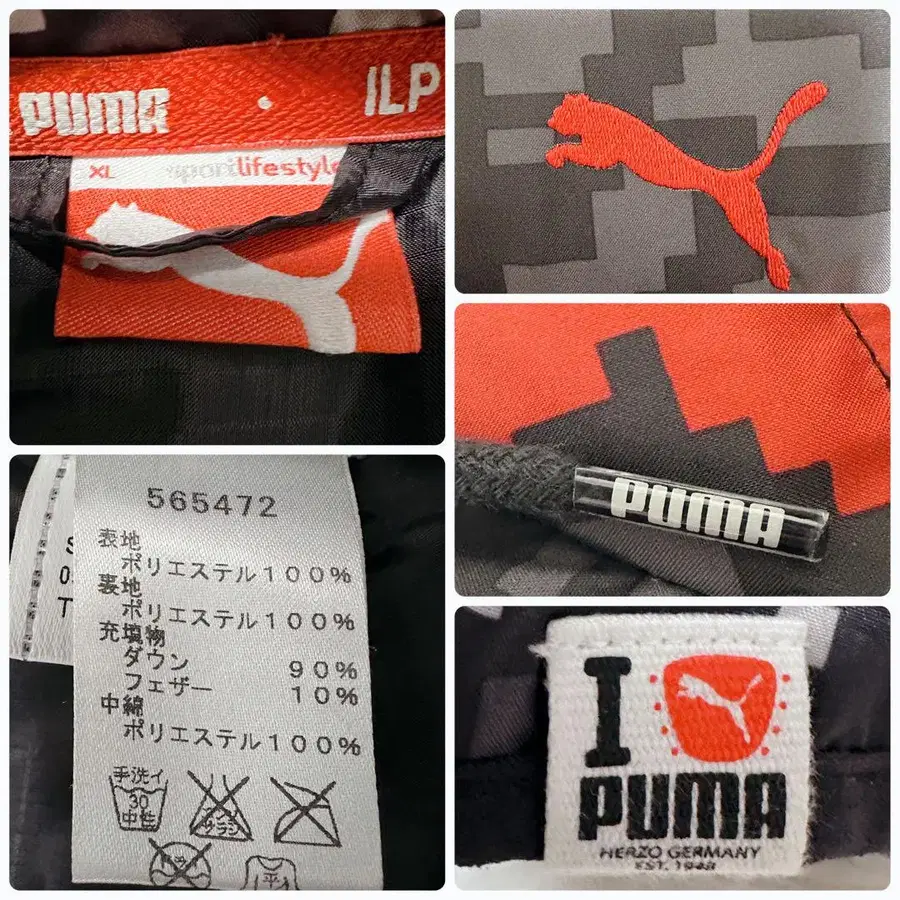 PUMA
ILP
XL
sportlifestyle
565472
表地
ポリエステル１００%
裏地
ポリエステル１００%
充填物
ダウン ９０%
フェザー １０%
中綿
ポリエステル１００%
手洗イ
30
中性
平
PUMA
I
PUMA
HERZO GERMANY
EST. 1948